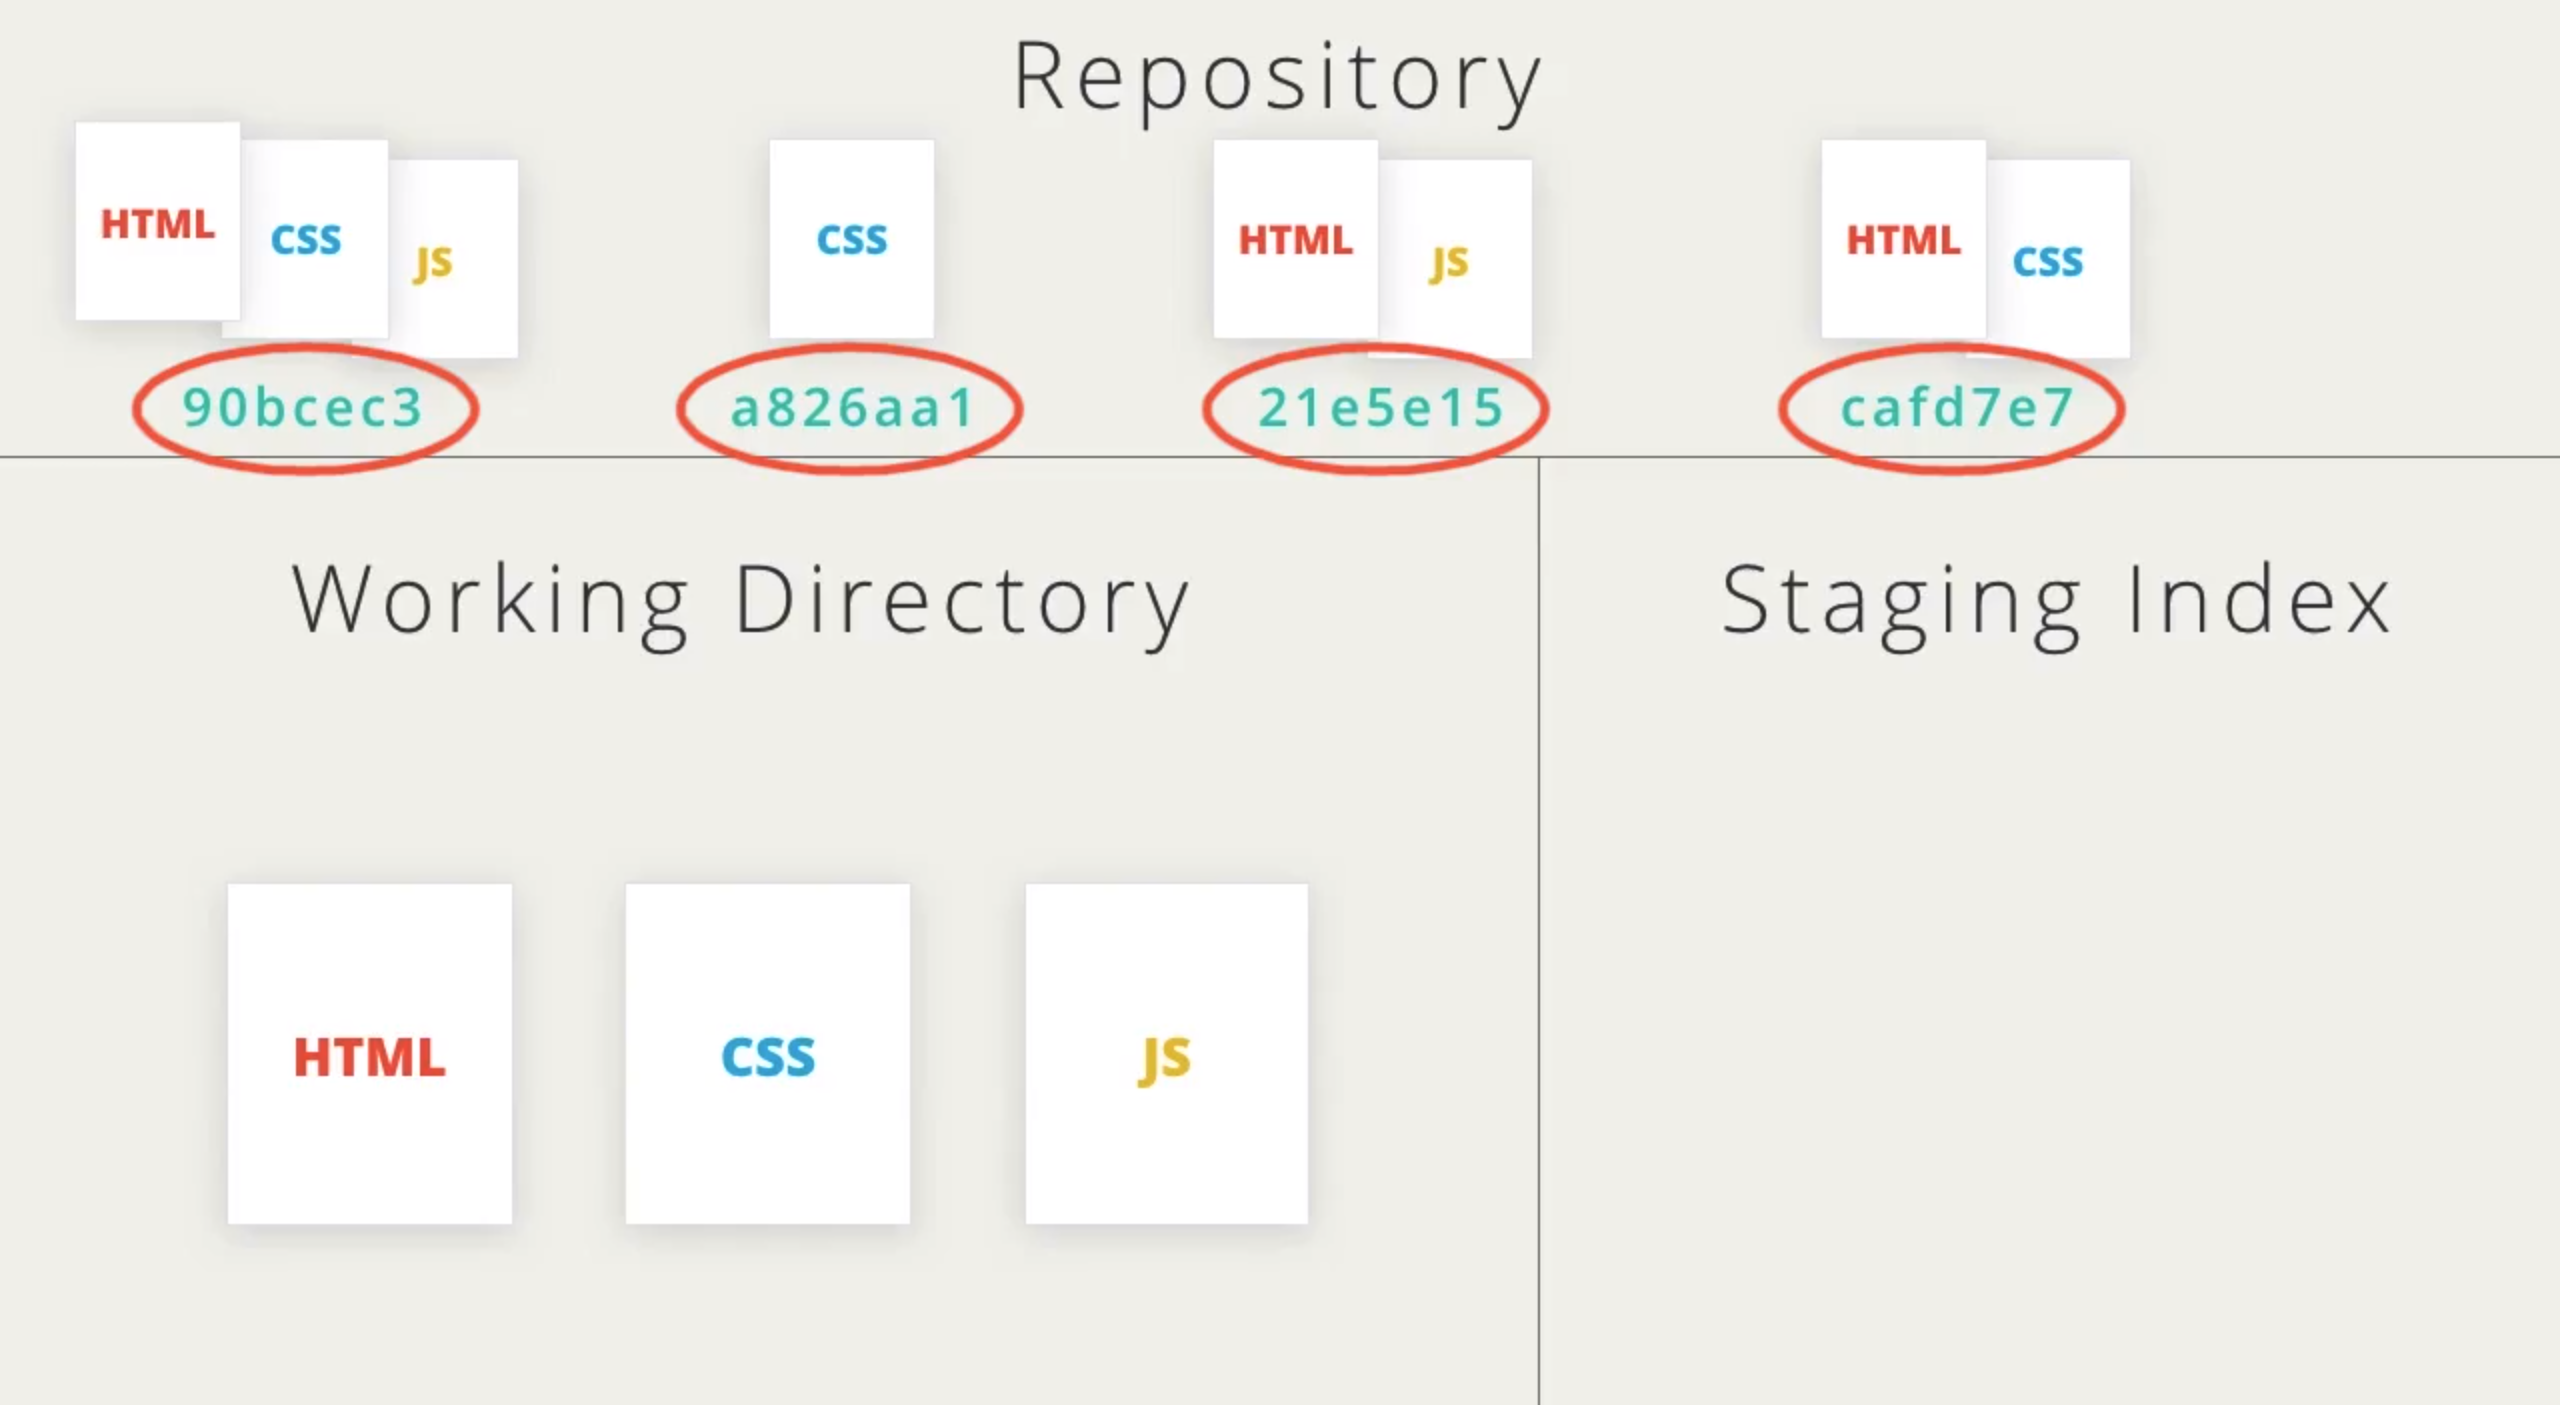 Repository
HTML CSS JS
CSS
HTML JS
HTML CSS
90bcec3
a826aa1
21e5e15
cafd7e7
Working Directory
Staging Index
HTML
CSS
JS